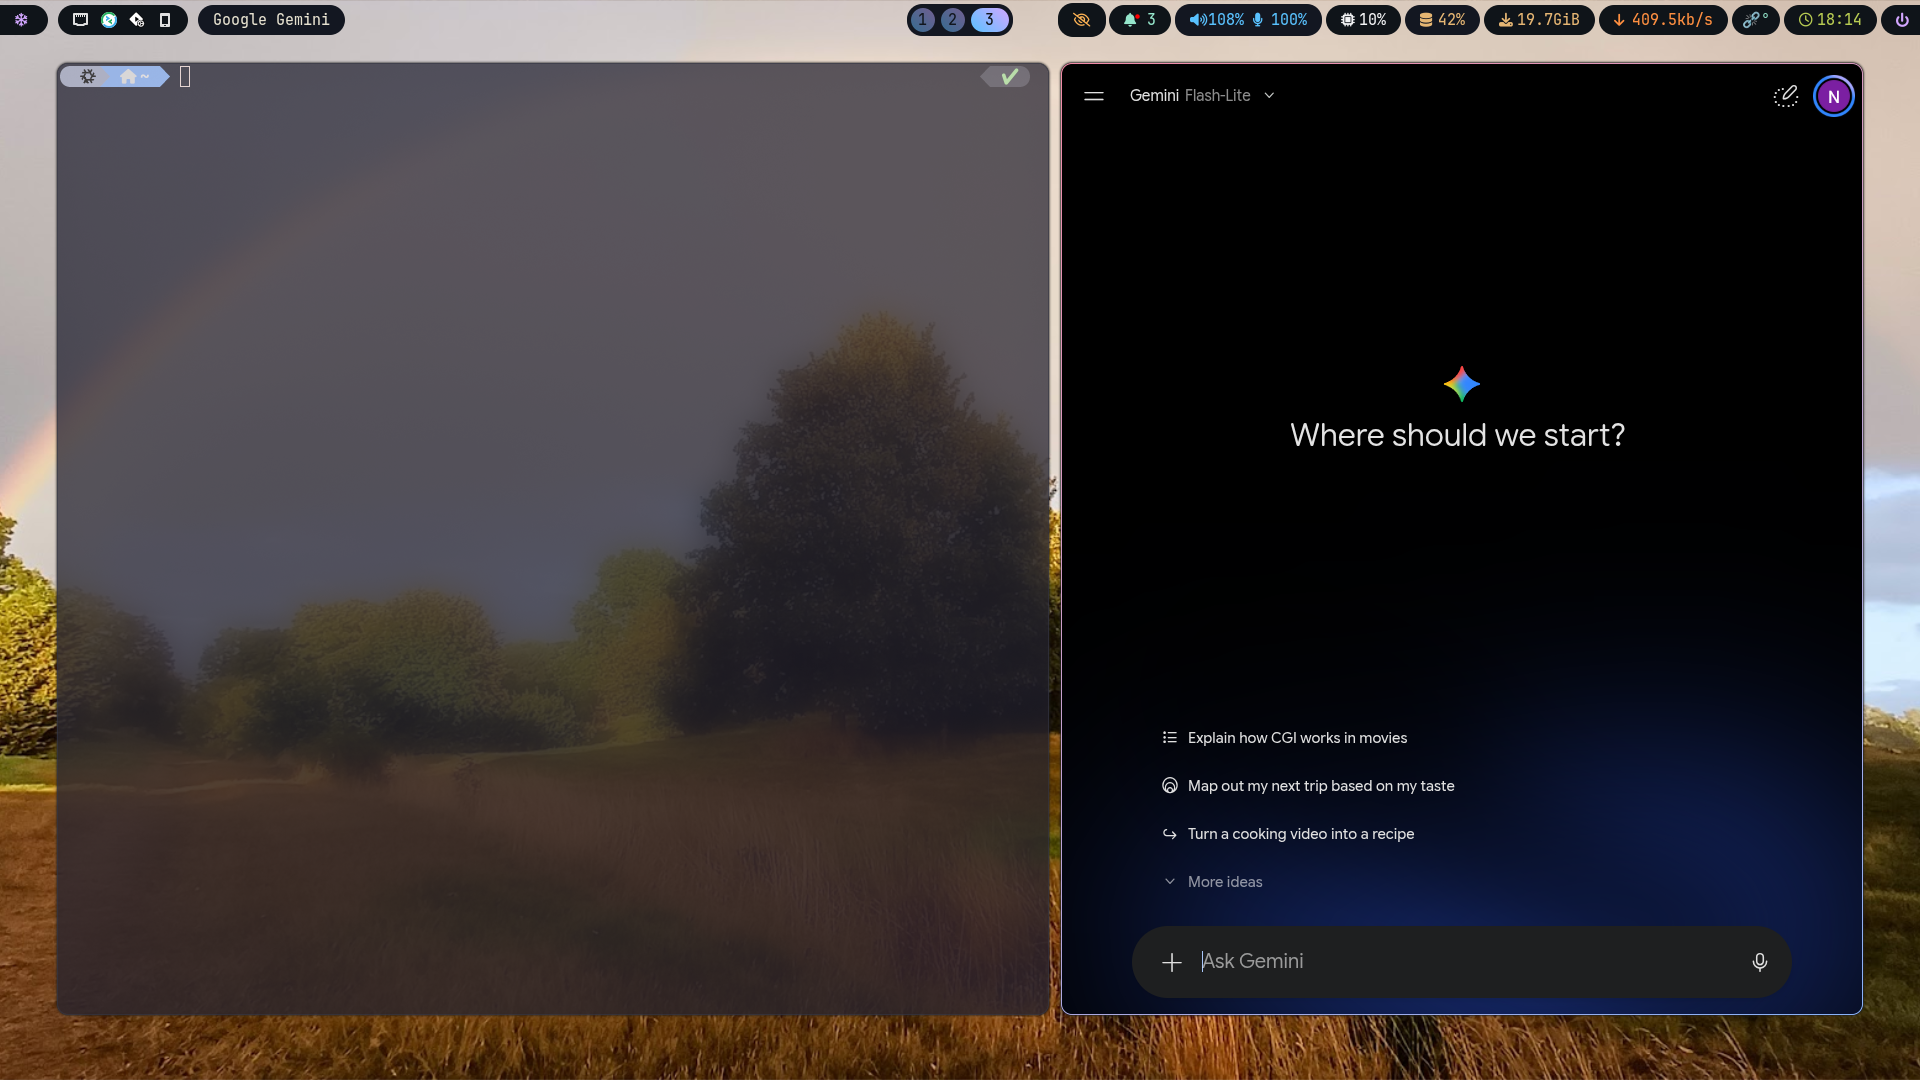 Google Gemini
1 2 3
3
108% 100%
10%
42%
19.7GiB
409.5kb/s
°
18:14
~
Gemini Flash-Lite
N
Where should we start?
Explain how CGI works in movies
Map out my next trip based on my taste
Turn a cooking video into a recipe
More ideas
Ask Gemini